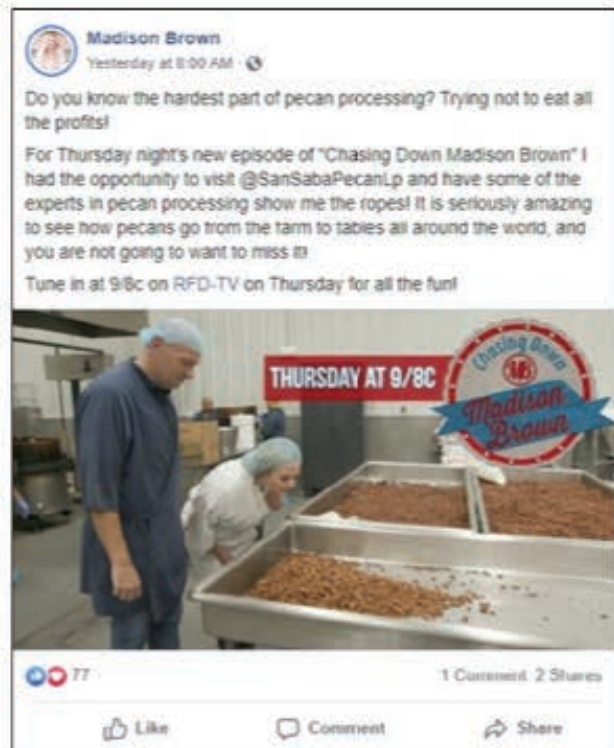 Madison Brown
Yesterday at 8:00 AM
Do you know the hardest part of pecan processing? Trying not to eat all
the profits!
For Thursday night's new episode of "Chasing Down Madison Brown" I
had the opportunity to visit @SanSabaPecanLp and have some of the
experts in pecan processing show me the ropes! It is seriously amazing
to see how pecans go from the farm to tables all around the world, and
you are not going to want to miss it!
Tune in at 9/8c on RFD-TV on Thursday for all the fun!
THURSDAY AT 9/8C
Chasing Down
Madison
Brown
77
1 Comment 2 Shares
Like
Comment
Share